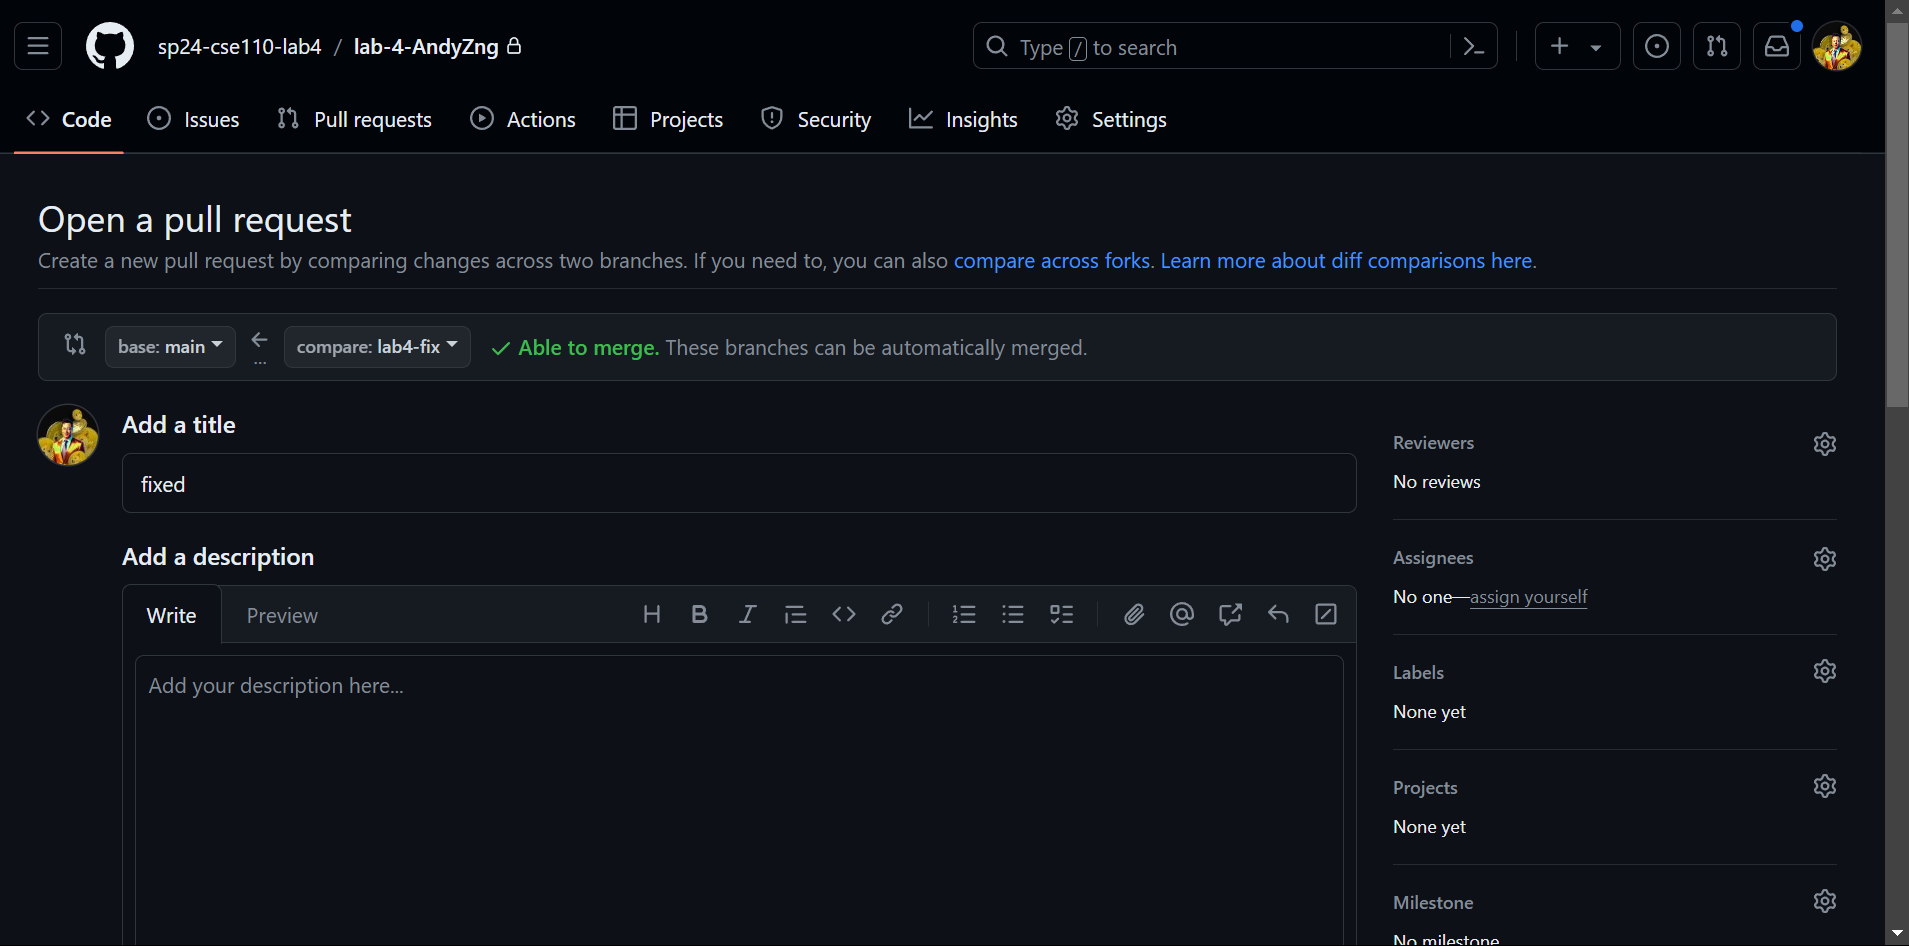 sp24-cse110-lab4 / lab-4-AndyZng
Type / to search
Code Issues Pull requests Actions Projects Security Insights Settings
Open a pull request
Create a new pull request by comparing changes across two branches. If you need to, you can also compare across forks. Learn more about diff comparisons here.
base: main compare: lab4-fix Able to merge. These branches can be automatically merged.
...
Add a title
fixed
Add a description
Write Preview
Add your description here...
Reviewers
No reviews
Assignees
No one—assign yourself
Labels
None yet
Projects
None yet
Milestone
No milestone